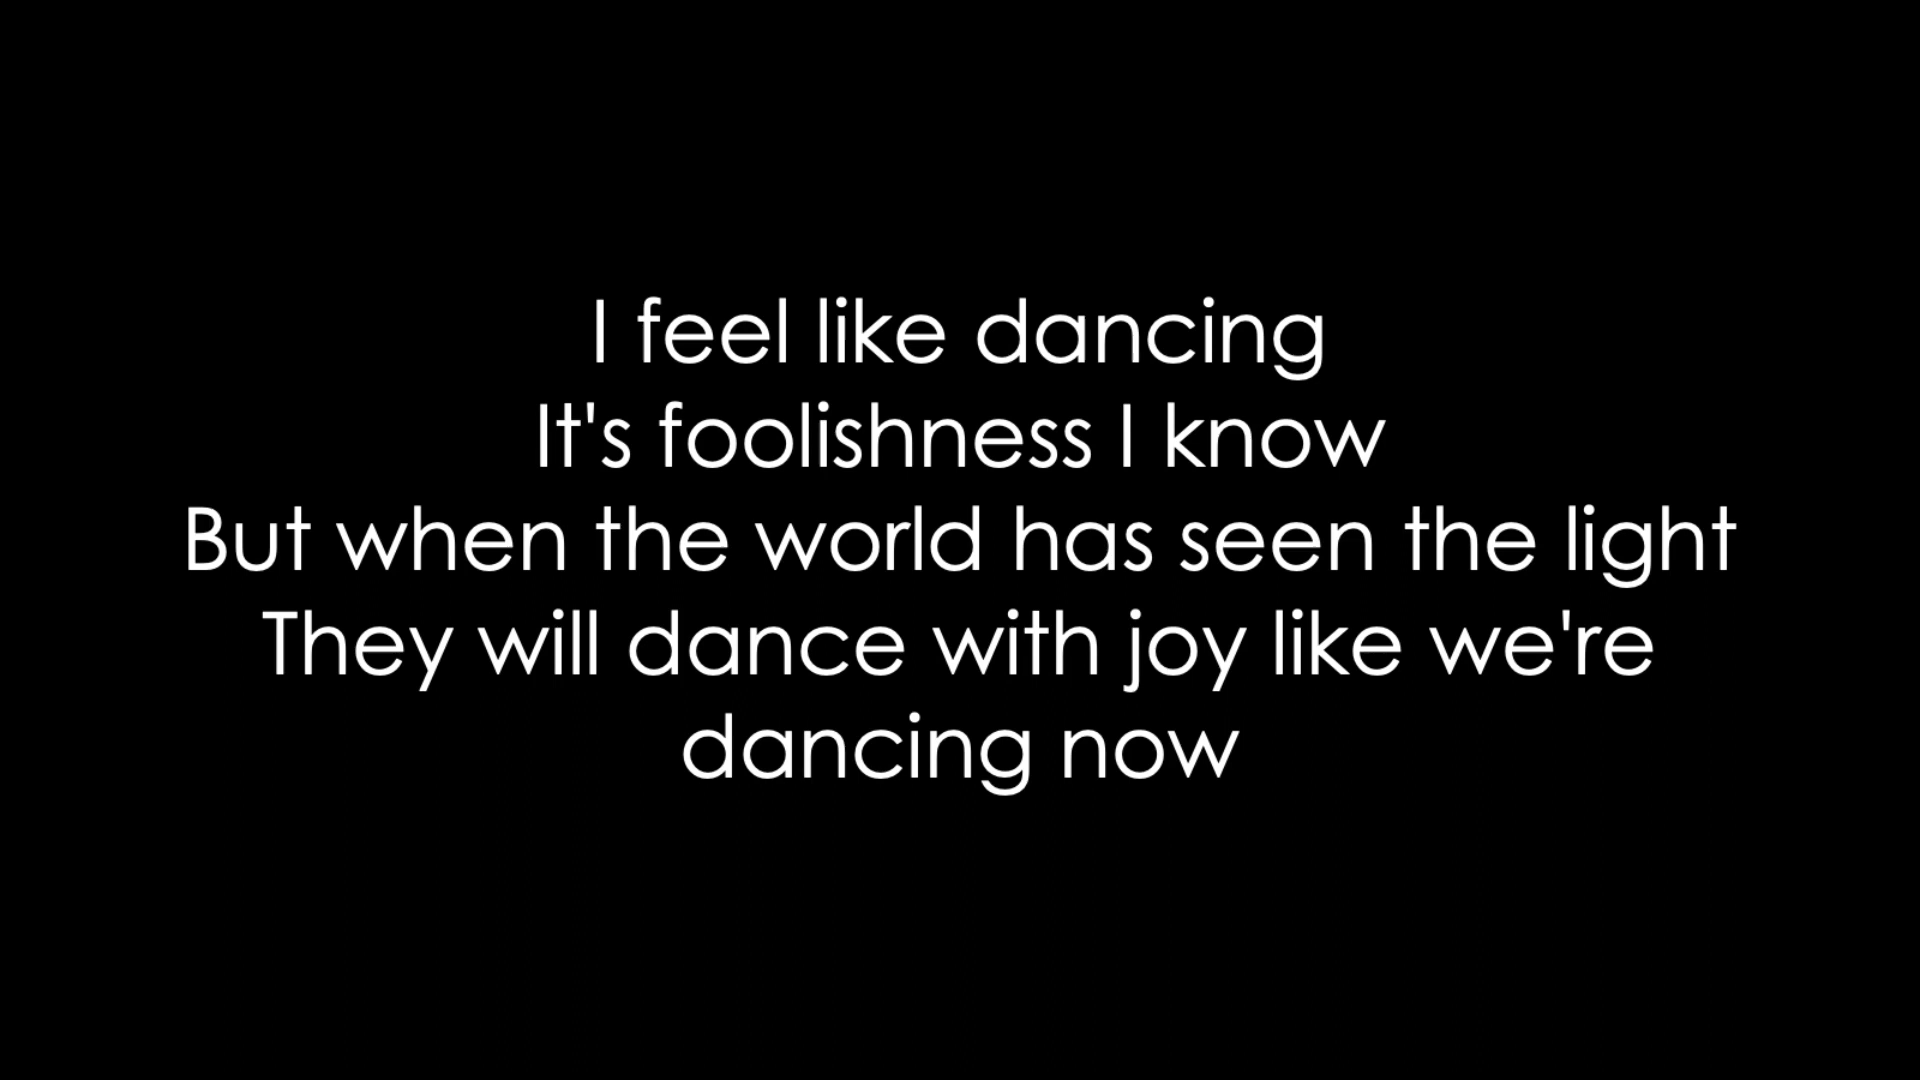 I feel like dancing
It's foolishness I know
But when the world has seen the light
They will dance with joy like we're
dancing now